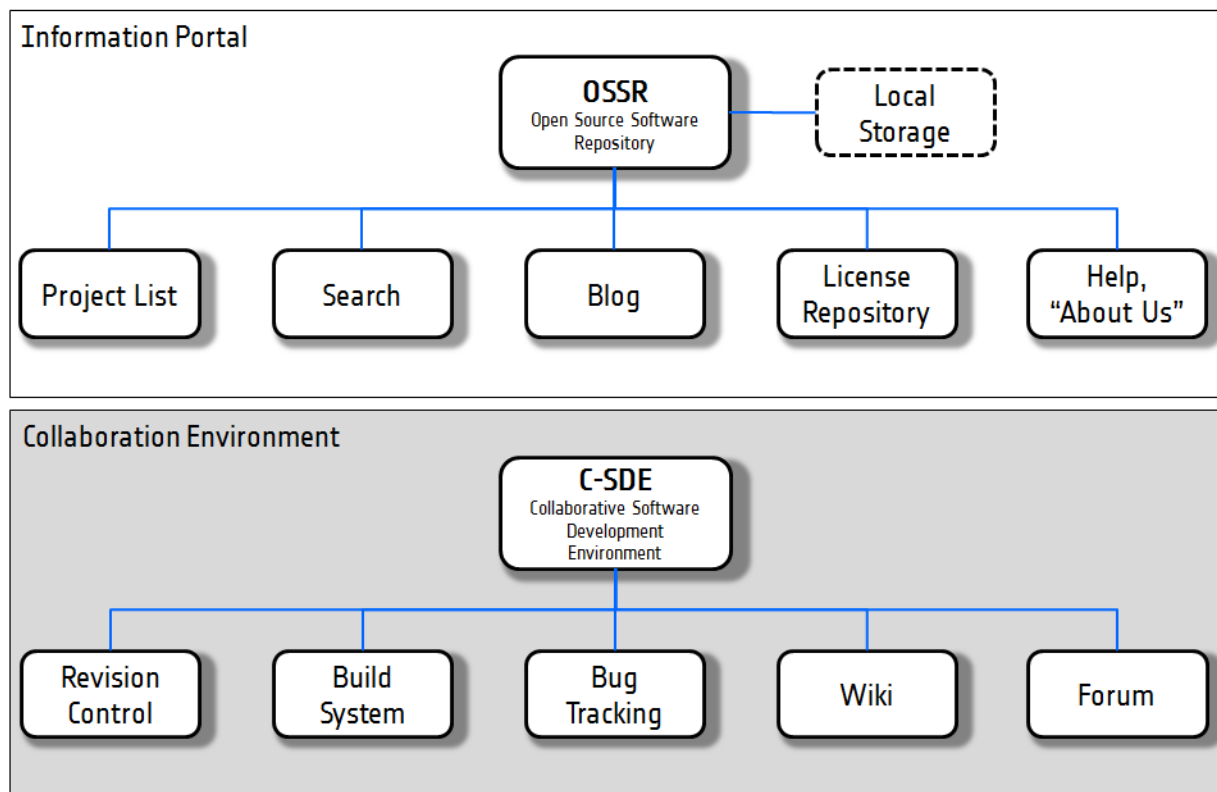 Information Portal
OSSR
Open Source Software
Repository
Local
Storage
Project List
Search
Blog
License
Repository
Help,
“About Us”
Collaboration Environment
C-SDE
Collaborative Software
Development
Environment
Revision
Control
Build
System
Bug
Tracking
Wiki
Forum